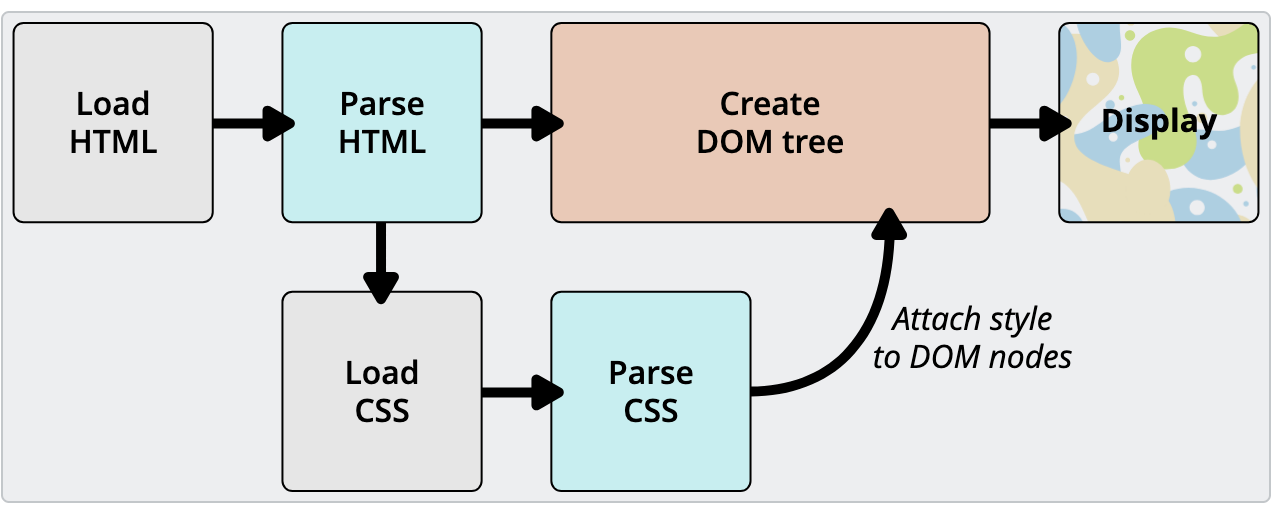 Load
HTML
Parse
HTML
Create
DOM tree
Display
Load
CSS
Parse
CSS
Attach style
to DOM nodes